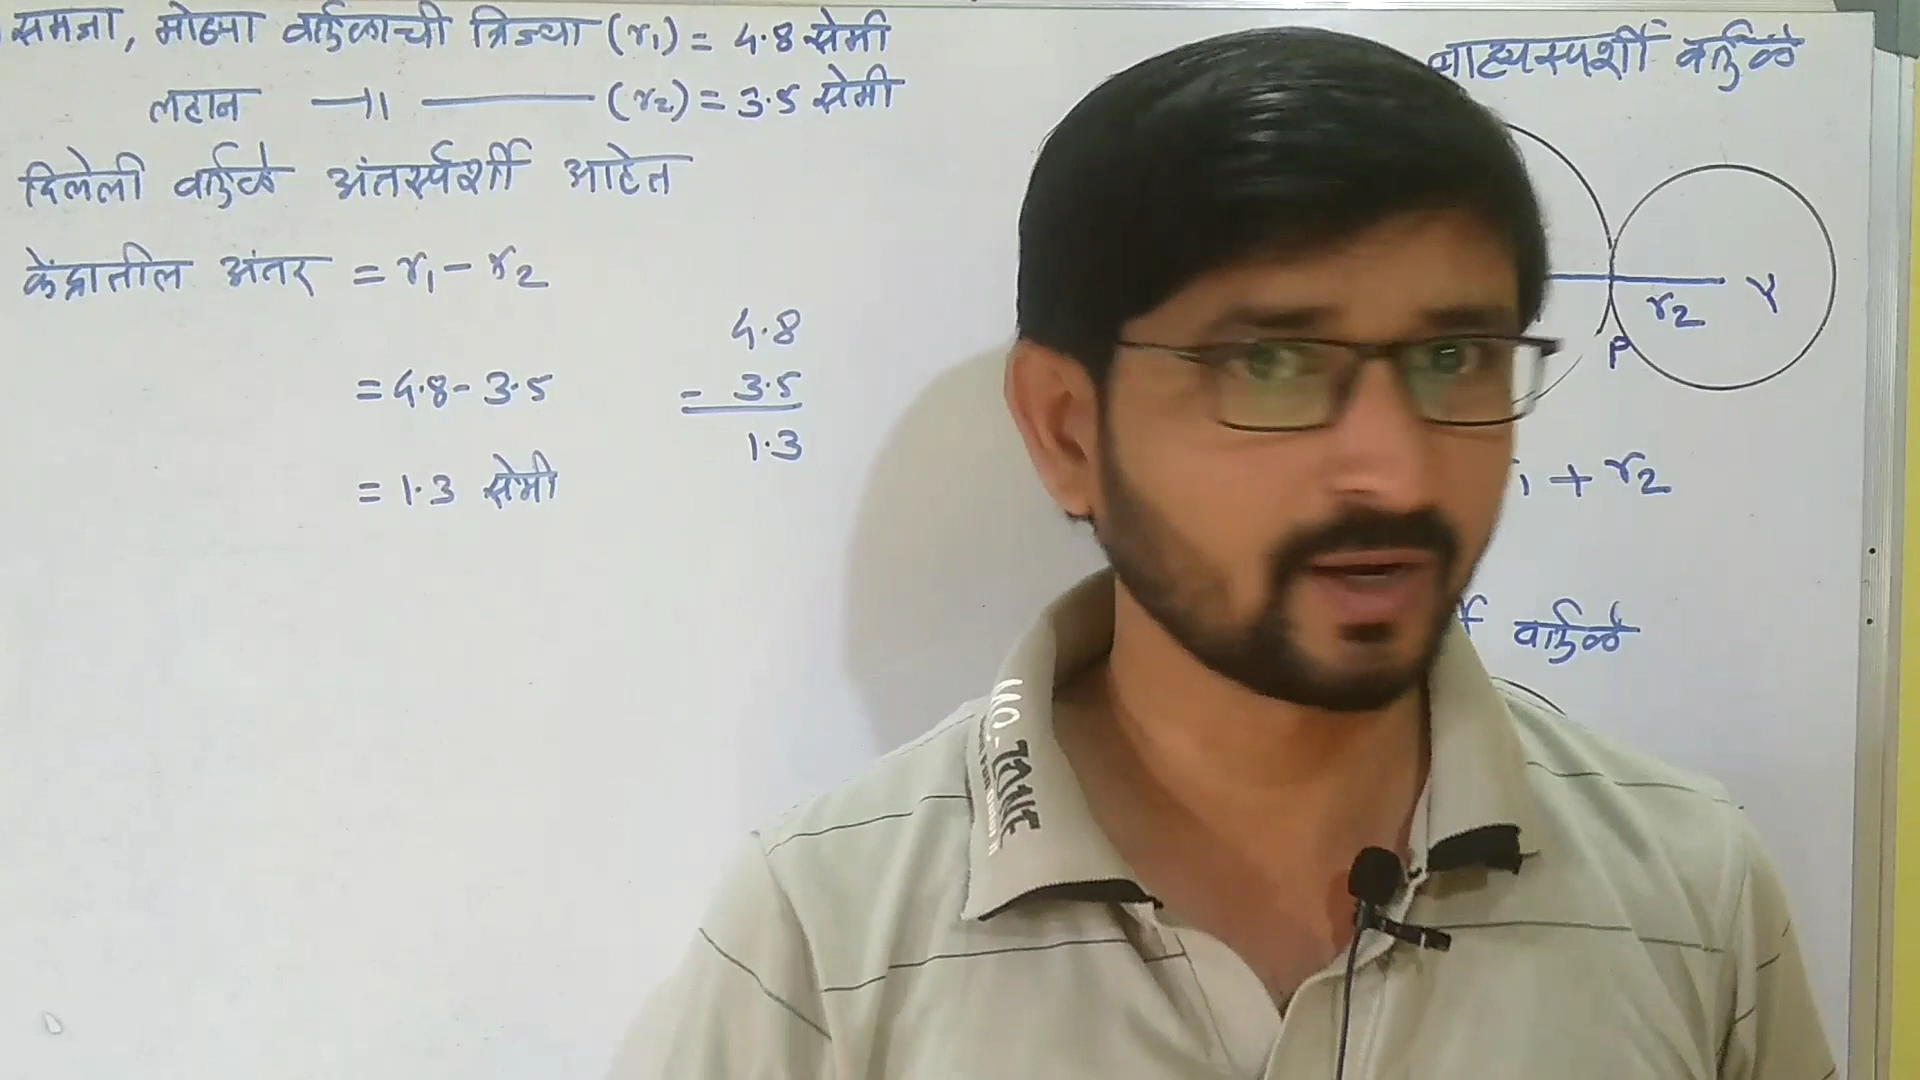 समजा, मोठ्या वर्तुळाची त्रिज्या (r₁) = 4.8 सेमी
लहान —〃— (r₂) = 3.5 सेमी
दिलेली वर्तुळे अंतर्स्पर्शी आहेत
केंद्रातील अंतर = r₁ - r₂
= 4.8 - 3.5
= 1.3 सेमी
4.8
- 3.5
1.3
बाह्यस्पर्शी वर्तुळे
r₂ Y
P
₁ + r₂
वर्तुळे